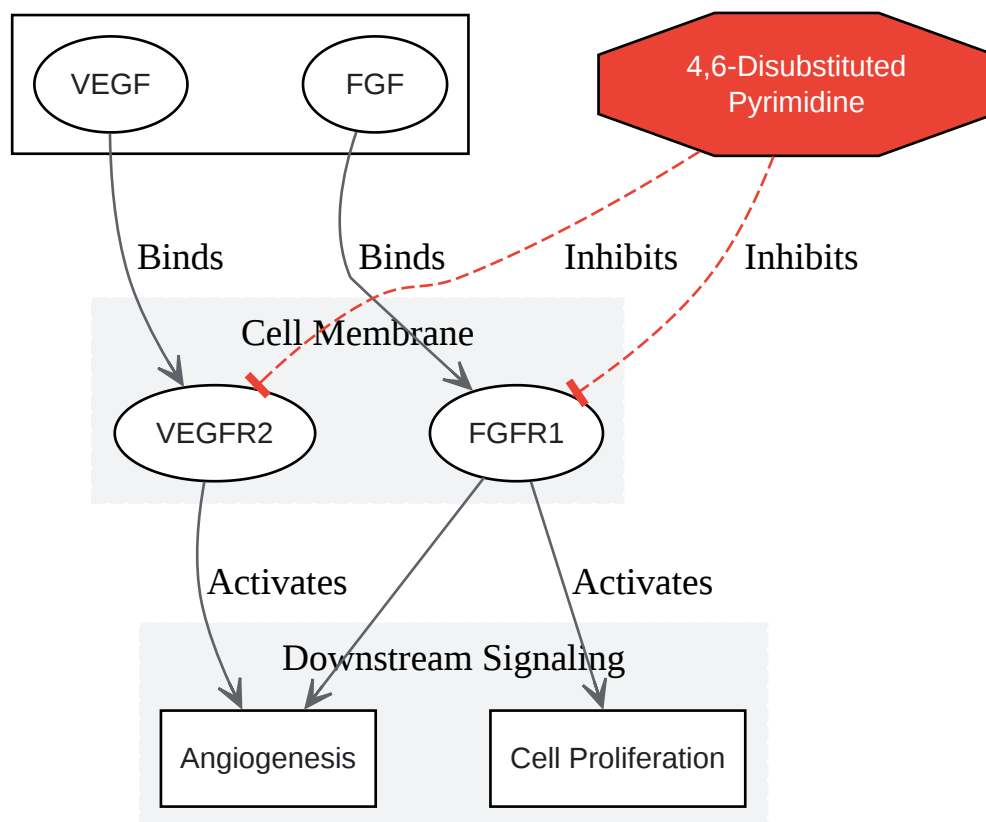 VEGF
FGF
4,6-Disubstituted
Pyrimidine
Binds
Binds
Inhibits
Inhibits
Cell Membrane
VEGFR2
FGFR1
Activates
Activates
Downstream Signaling
Angiogenesis
Cell Proliferation